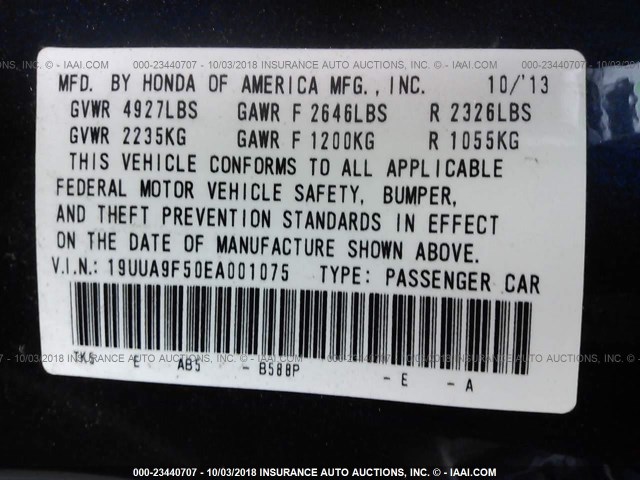 000-23440707 - 10/03/2018 INSURANCE AUTO AUCTIONS, INC. - © - IAAI.COM
MFD. BY HONDA OF AMERICA MFG., INC. 10/'13
GVWR 4927LBS GAWR F 2646LBS R 2326LBS
GVWR 2235KG GAWR F 1200KG R 1055KG
THIS VEHICLE CONFORMS TO ALL APPLICABLE
FEDERAL MOTOR VEHICLE SAFETY, BUMPER,
AND THEFT PREVENTION STANDARDS IN EFFECT
ON THE DATE OF MANUFACTURE SHOWN ABOVE.
V.I.N.: 19UUA9F50EA001075 TYPE: PASSENGER CAR
TK5 E AB5 - B588P - E - A
000-23440707 - 10/03/2018 INSURANCE AUTO AUCTIONS, INC. - © - IAAI.COM